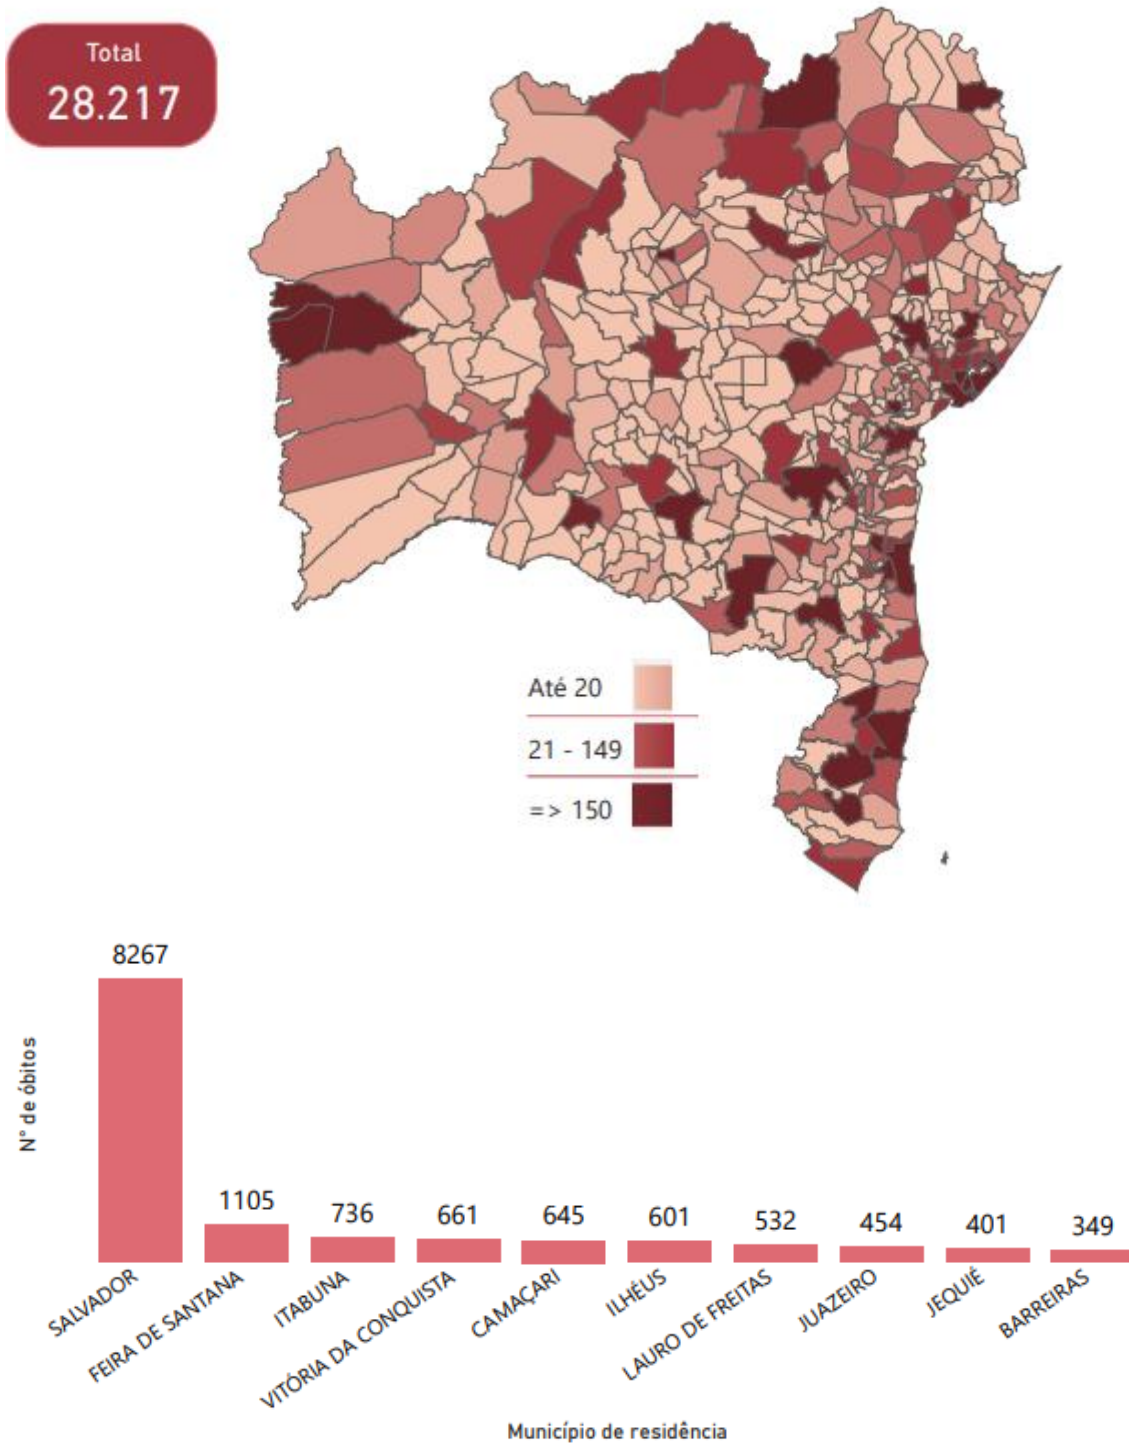 Total
28.217
Até 20
21 - 149
=> 150
8267
1105
736
661
645
601
532
454
401
349
N° de óbitos
SALVADOR
FEIRA DE SANTANA
ITABUNA
VITÓRIA DA CONQUISTA
CAMAÇARI
ILHÉUS
LAURO DE FREITAS
JUAZEIRO
JEQUIÉ
BARREIRAS
Município de residência